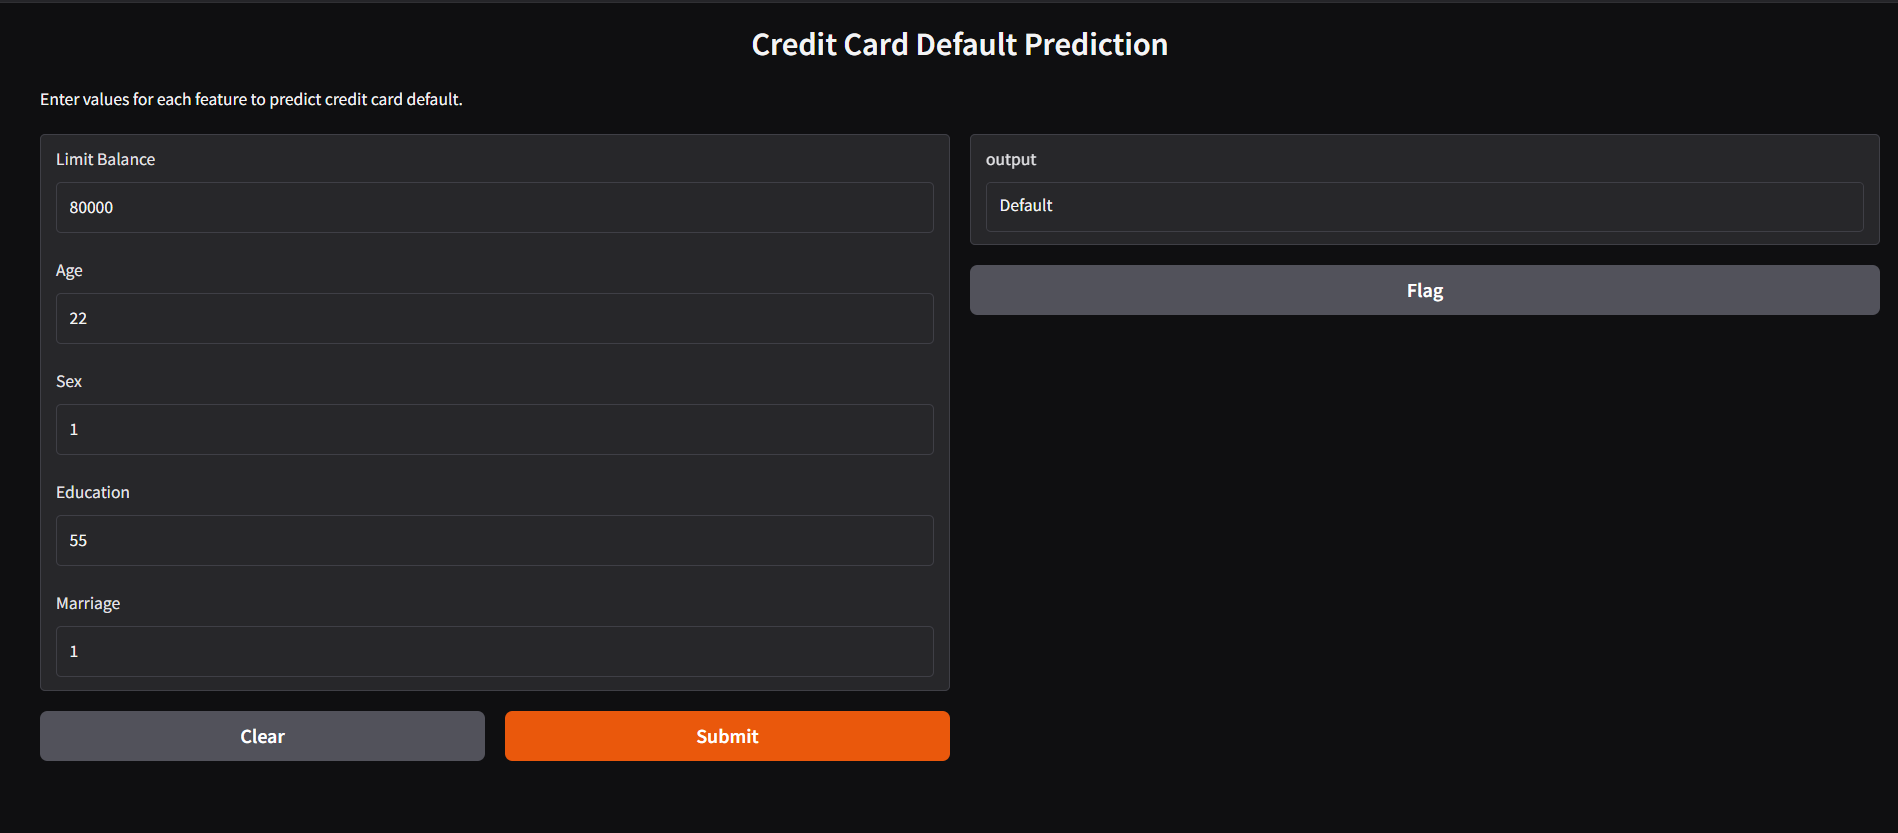 Credit Card Default Prediction
Enter values for each feature to predict credit card default.
Limit Balance
80000
Age
22
Sex
1
Education
55
Marriage
1
Clear
Submit
output
Default
Flag